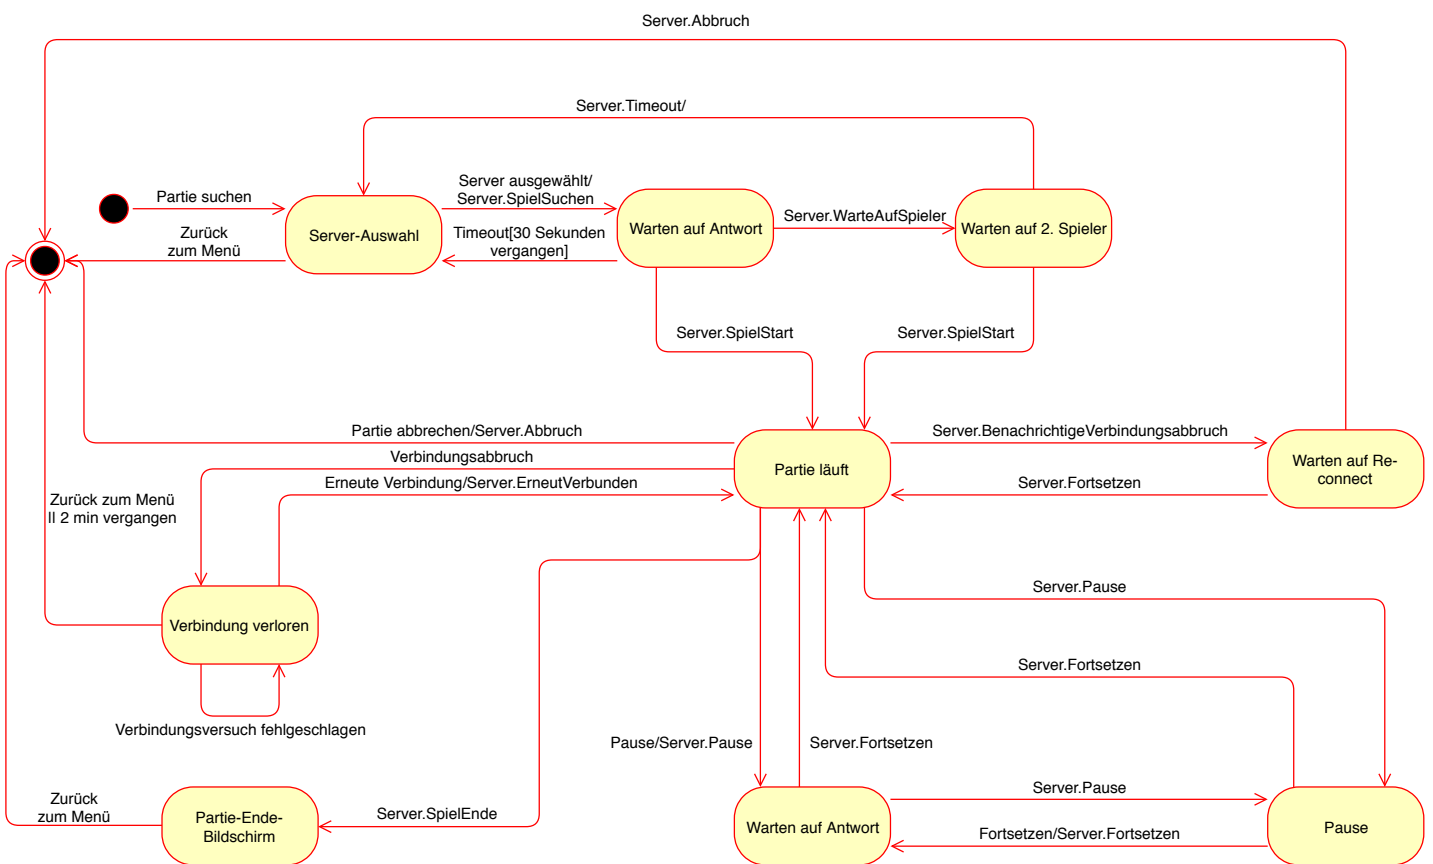 Server.Abbruch
Server.Timeout/
Partie suchen
Server ausgewählt/
Server.SpielSuchen
Server-Auswahl
Warten auf Antwort
Server.WarteAufSpieler
Warten auf 2. Spieler
Zurück
zum Menü
Timeout[30 Sekunden
vergangen]
Server.SpielStart
Server.SpielStart
Partie abbrechen/Server.Abbruch
Server.BenachrichtigeVerbindungsabbruch
Verbindungsabbruch
Partie läuft
Warten auf Re-
connect
Erneute Verbindung/Server.ErneutVerbunden
Server.Fortsetzen
Zurück zum Menü
II 2 min vergangen
Server.Pause
Verbindung verloren
Server.Fortsetzen
Verbindungsversuch fehlgeschlagen
Pause/Server.Pause
Server.Fortsetzen
Zurück
zum Menü
Partie-Ende-
Bildschirm
Server.SpielEnde
Warten auf Antwort
Server.Pause
Fortsetzen/Server.Fortsetzen
Pause